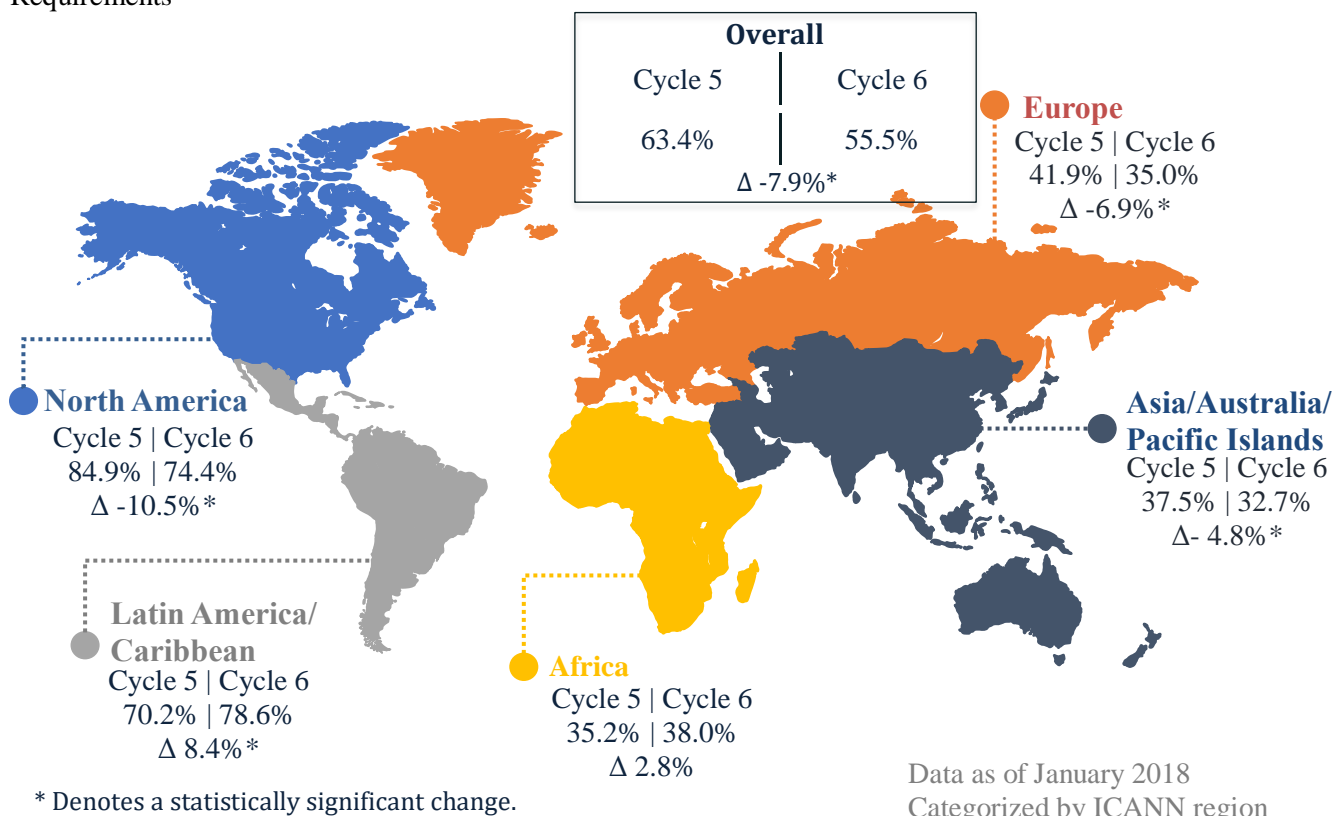 Requirements
Overall
Cycle 5 | Cycle 6
63.4% | 55.5%
Δ -7.9%*
Europe
Cycle 5 | Cycle 6
41.9% | 35.0%
Δ -6.9%*
North America
Cycle 5 | Cycle 6
84.9% | 74.4%
Δ -10.5%*
Asia/Australia/
Pacific Islands
Cycle 5 | Cycle 6
37.5% | 32.7%
Δ- 4.8%*
Latin America/
Caribbean
Cycle 5 | Cycle 6
70.2% | 78.6%
Δ 8.4%*
Africa
Cycle 5 | Cycle 6
35.2% | 38.0%
Δ 2.8%
* Denotes a statistically significant change.
Data as of January 2018
Categorized by ICANN region